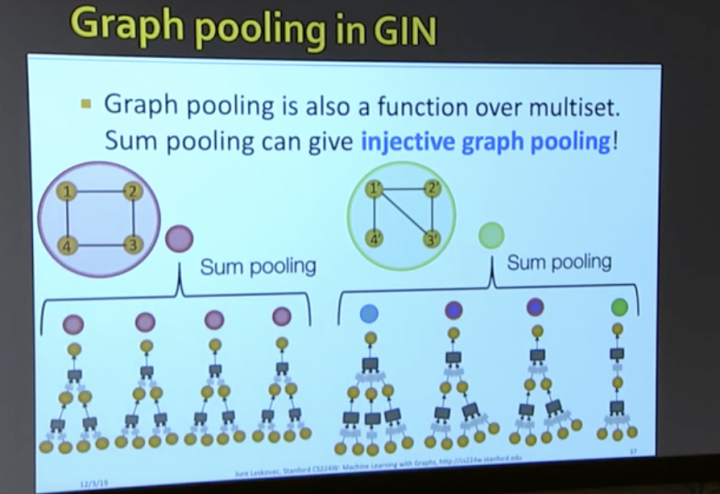 Graph pooling in GIN
Graph pooling is also a function over multiset.
Sum pooling can give injective graph pooling!
1 2
4 3
1' 2'
4' 3'
Sum pooling
Sum pooling
12/3/19
Jure Leskovec, Stanford CS224W: Machine Learning with Graphs, http://cs224w.stanford.edu
37